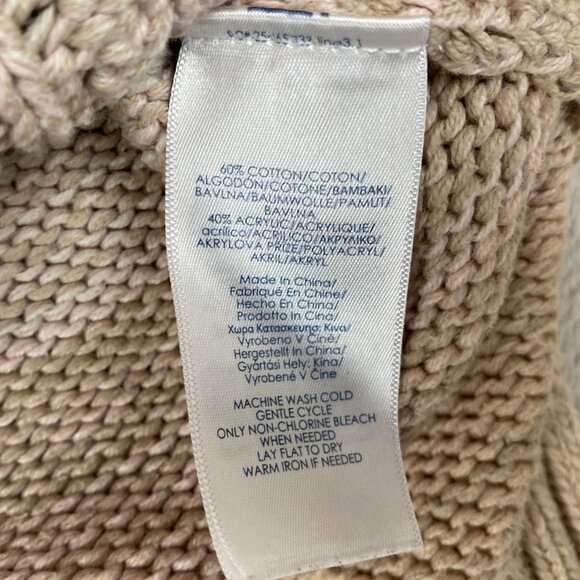 60% COTTON/COTON/
ALGODÓN/COTONE/BAMBAKI/
BAVLNA/BAUMWOLLE/PAMUT/
BAVLNA
40% ACRYLIC/ACRYLIQUE/
acrílico/ACRILICO/ΑΚΡΥΛΙΚΟ/
AKRYLOVA PŘIZE/POLYACRYL/
AKRIL/AKRYL
Made In China/
Fabriqué En Chine/
Hecho En China/
Prodotto In Cina/
Χωρα Κατασκευησ: Κινα/
Vyrobeno V Číně/
Hergestellt In China/
Gyártási Hely: Kína/
Vyrobené V Číne
MACHINE WASH COLD
GENTLE CYCLE
ONLY NON-CHLORINE BLEACH
WHEN NEEDED
LAY FLAT TO DRY
WARM IRON IF NEEDED